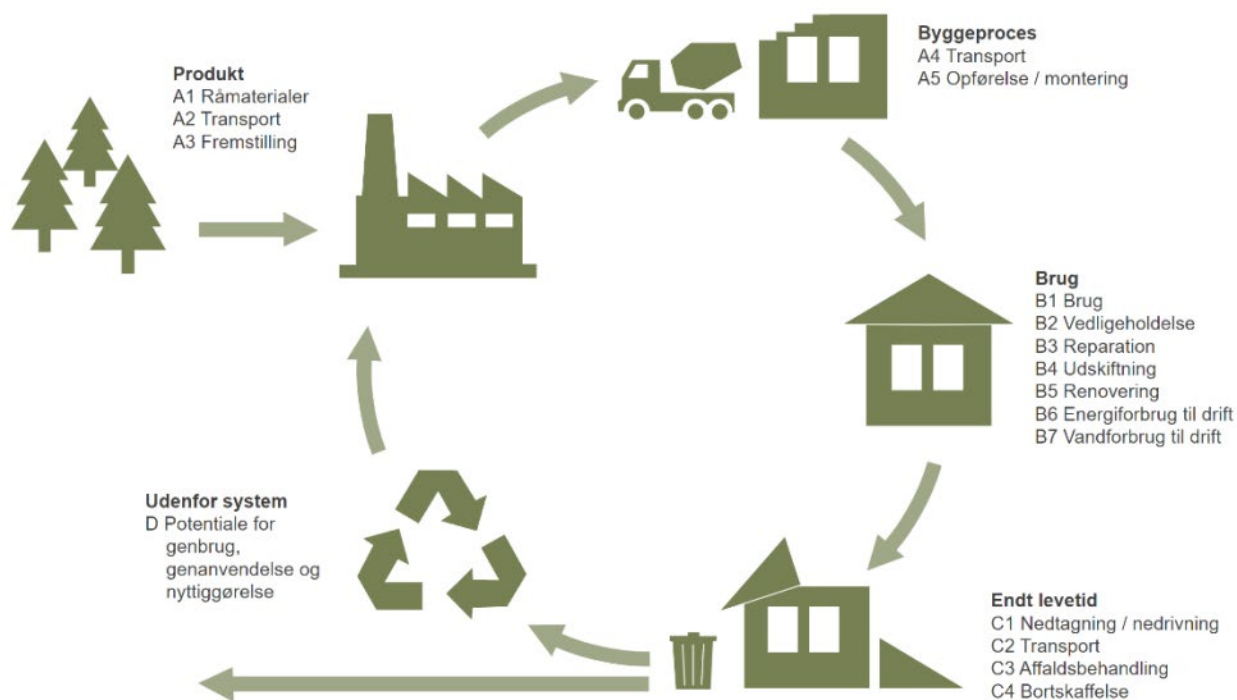 Produkt
A1 Råmaterialer
A2 Transport
A3 Fremstilling
Byggeproces
A4 Transport
A5 Opførelse / montering
Brug
B1 Brug
B2 Vedligeholdelse
B3 Reparation
B4 Udskiftning
B5 Renovering
B6 Energiforbrug til drift
B7 Vandforbrug til drift
Endt levetid
C1 Nedtagning / nedrivning
C2 Transport
C3 Affaldsbehandling
C4 Bortskaffelse
Udenfor system
D Potentiale for
genbrug,
genanvendelse og
nyttiggørelse